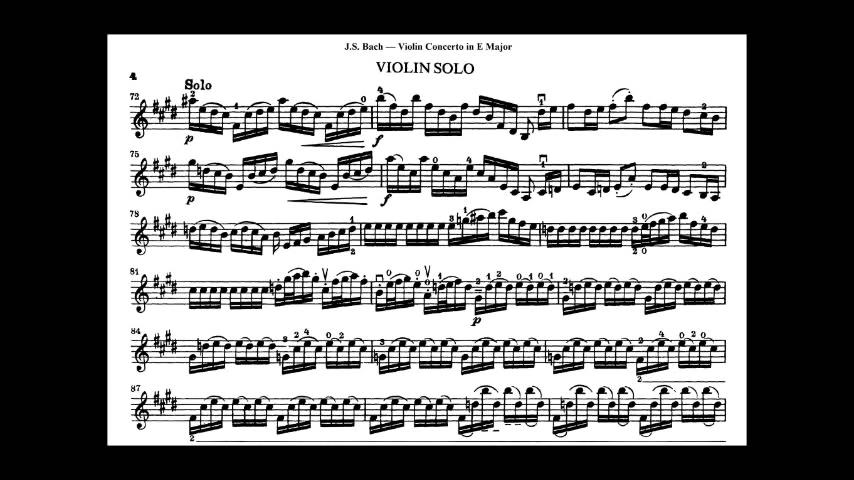 J.S. Bach — Violin Concerto in E Major
VIOLIN SOLO
4
Solo
72
p
f
75
p
f
78
81
p
84
87